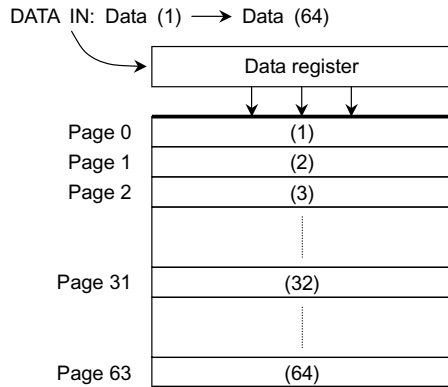 DATA IN: Data (1) → Data (64)
Data register
Page 0 (1)
Page 1 (2)
Page 2 (3)
Page 31 (32)
Page 63 (64)